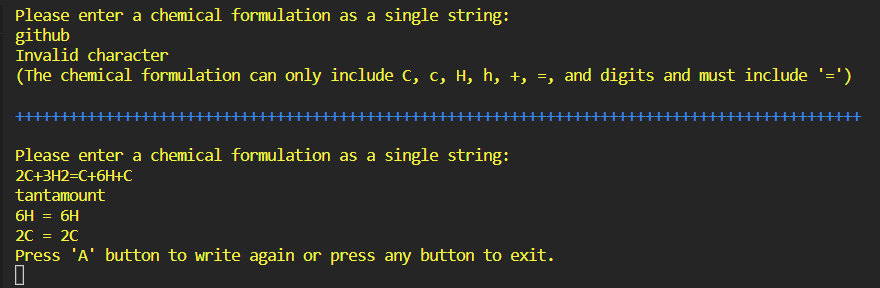 Please enter a chemical formulation as a single string:
github
Invalid character
(The chemical formulation can only include C, c, H, h, +, =, and digits and must include '=')
++++++++++++++++++++++++++++++++++++++++++++++++++++++++++++++++++++++++++++++++++++++++++++++
Please enter a chemical formulation as a single string:
2C+3H2=C+6H+C
tantamount
6H = 6H
2C = 2C
Press 'A' button to write again or press any button to exit.